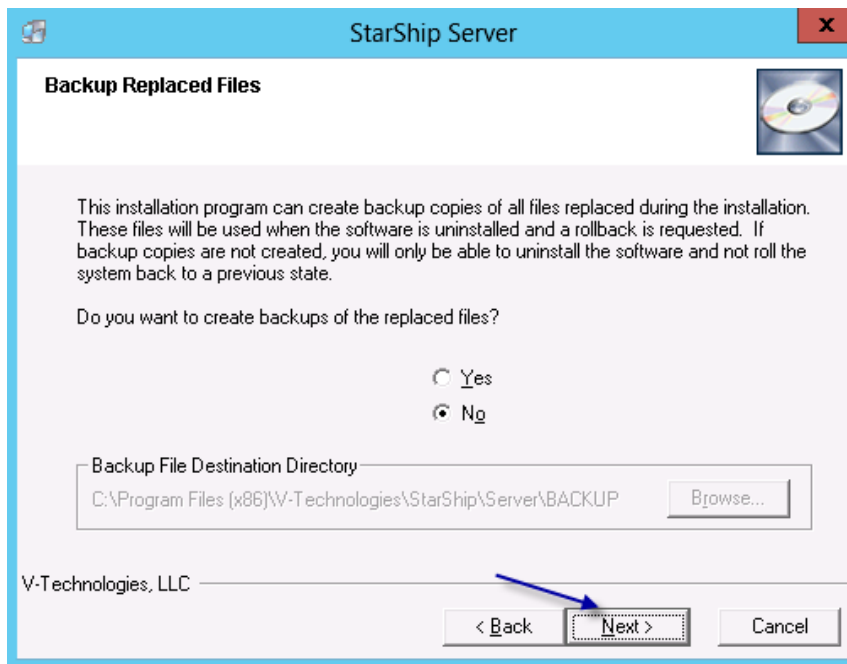 StarShip Server
x
Backup Replaced Files
This installation program can create backup copies of all files replaced during the installation.
These files will be used when the software is uninstalled and a rollback is requested.  If
backup copies are not created, you will only be able to uninstall the software and not roll the
system back to a previous state.
Do you want to create backups of the replaced files?
Yes
No
Backup File Destination Directory
C:\Program Files (x86)\V-Technologies\StarShip\Server\BACKUP
Browse...
V-Technologies, LLC
< Back
Next >
Cancel